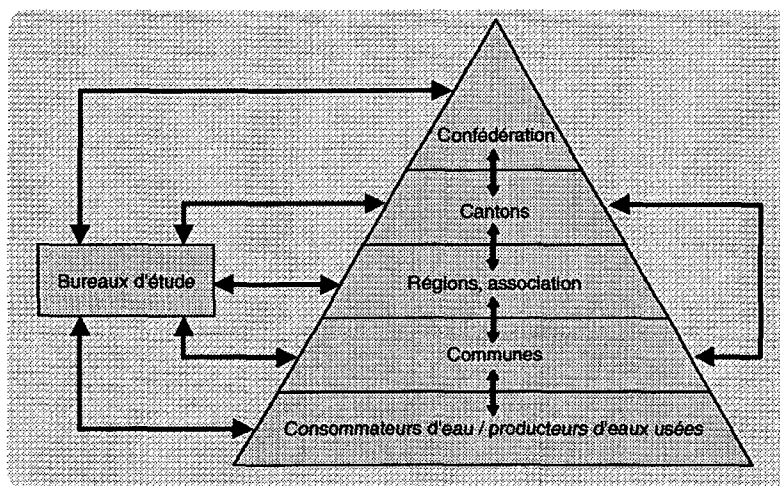 Confédération
Cantons
Bureaux d'étude
Régions, association
Communes
Consommateurs d'eau / producteurs d'eaux usées